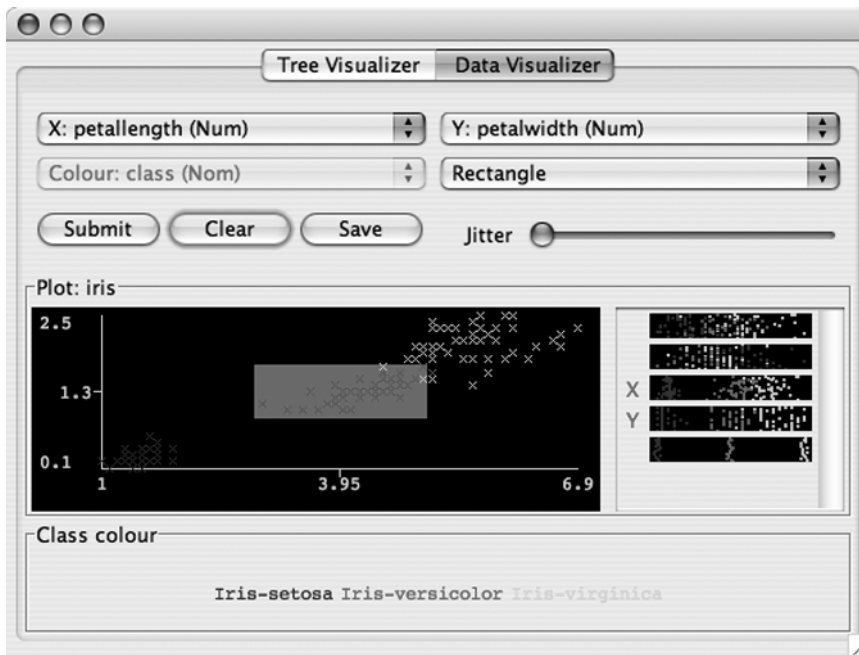 Tree Visualizer Data Visualizer
X: petallength (Num) Y: petalwidth (Num)
Colour: class (Nom) Rectangle
Submit Clear Save Jitter
Plot: iris
2.5
1.3
0.1
1 3.95 6.9
X
Y
Class colour
Iris-setosa Iris-versicolor Iris-virginica